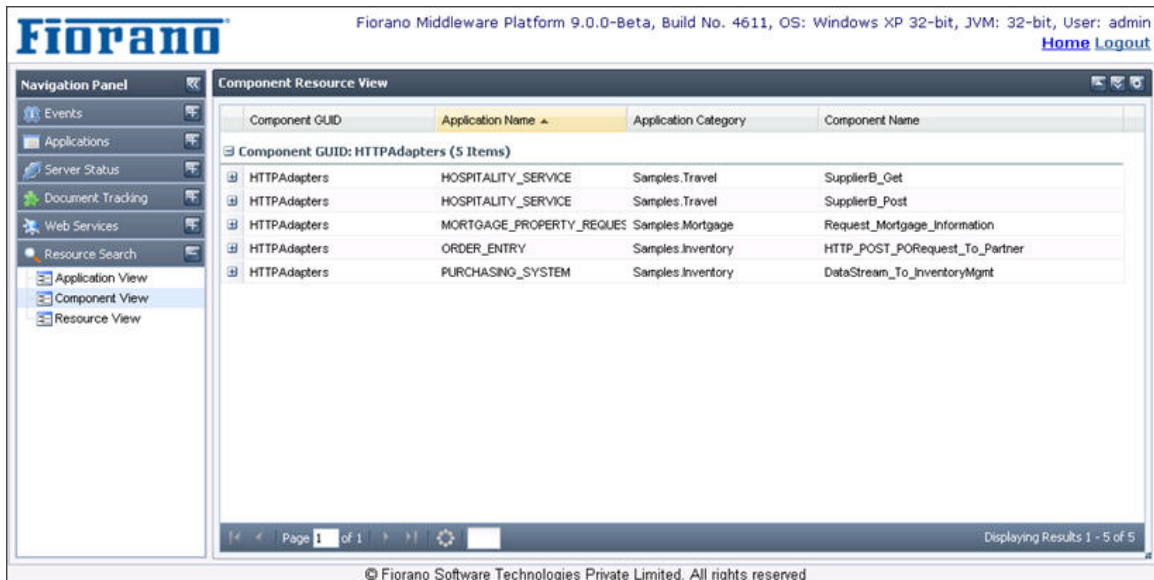 Fiorano
Fiorano Middleware Platform 9.0.0-Beta, Build No. 4611, OS: Windows XP 32-bit, JVM: 32-bit, User: admin
Home Logout
Navigation Panel
Events
Applications
Server Status
Document Tracking
Web Services
Resource Search
Application View
Component View
Resource View
Component Resource View
Component GUID Application Name Application Category Component Name
Component GUID: HTTPAdapters (5 Items)
HTTPAdapters HOSPITALITY_SERVICE Samples.Travel SupplierB_Get
HTTPAdapters HOSPITALITY_SERVICE Samples.Travel SupplierB_Post
HTTPAdapters MORTGAGE_PROPERTY_REQUES Samples.Mortgage Request_Mortgage_Information
HTTPAdapters ORDER_ENTRY Samples.Inventory HTTP_POST_PORequest_To_Partner
HTTPAdapters PURCHASING_SYSTEM Samples.Inventory DataStream_To_InventoryMgmt
Page 1 of 1 Displaying Results 1 - 5 of 5
© Fiorano Software Technologies Private Limited. All rights reserved